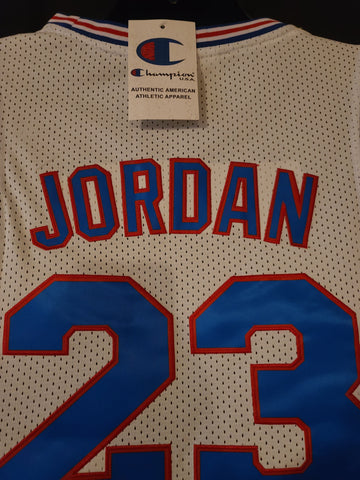 Champion
U.S.A.
AUTHENTIC AMERICAN
ATHLETIC APPAREL
JORDAN
23